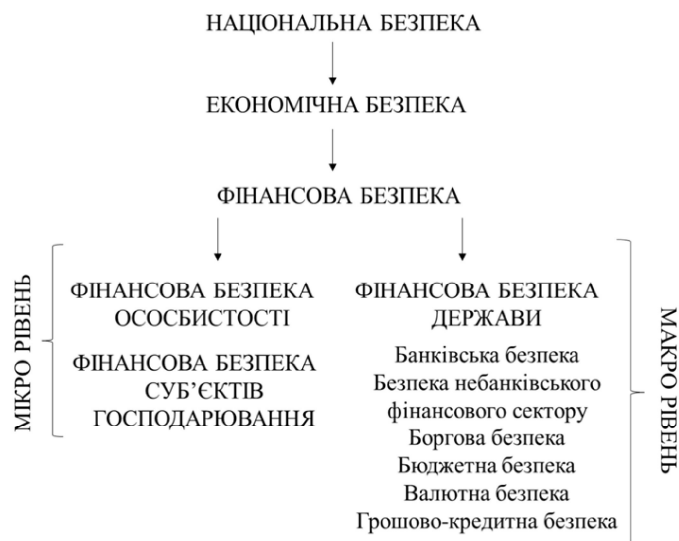 НАЦІОНАЛЬНА БЕЗПЕКА
ЕКОНОМІЧНА БЕЗПЕКА
ФІНАНСОВА БЕЗПЕКА
МІКРО РІВЕНЬ
ФІНАНСОВА БЕЗПЕКА
ОСОСБИСТОСТІ
ФІНАНСОВА БЕЗПЕКА
СУБ’ЄКТІВ
ГОСПОДАРЮВАННЯ
ФІНАНСОВА БЕЗПЕКА
ДЕРЖАВИ
Банківська безпека
Безпека небанківського
фінансового сектору
Боргова безпека
Бюджетна безпека
Валютна безпека
Грошово-кредитна безпека
МАКРО РІВЕНЬ